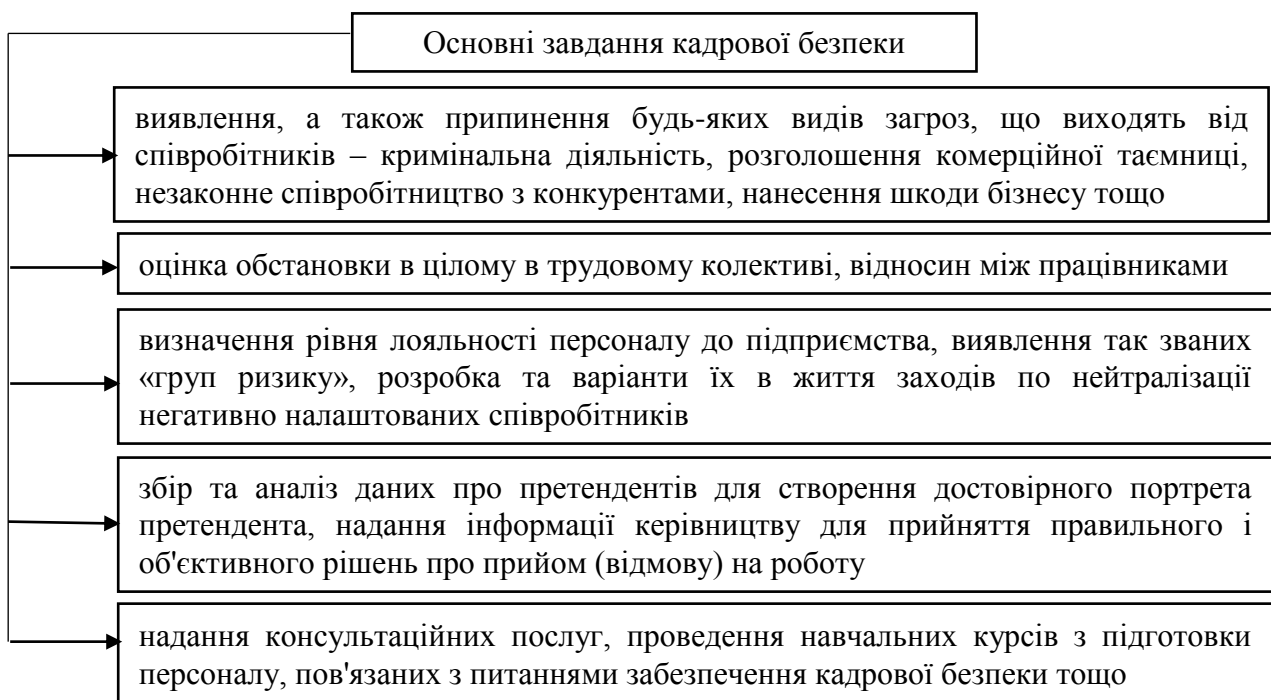 Основні завдання кадрової безпеки
виявлення, а також припинення будь-яких видів загроз, що виходять від
співробітників – кримінальна діяльність, розголошення комерційної таємниці,
незаконне співробітництво з конкурентами, нанесення шкоди бізнесу тощо
оцінка обстановки в цілому в трудовому колективі, відносин між працівниками
визначення рівня лояльності персоналу до підприємства, виявлення так званих
«груп ризику», розробка та варіанти їх в життя заходів по нейтралізації
негативно налаштованих співробітників
збір та аналіз даних про претендентів для створення достовірного портрета
претендента, надання інформації керівництву для прийняття правильного і
об'єктивного рішень про прийом (відмову) на роботу
надання консультаційних послуг, проведення навчальних курсів з підготовки
персоналу, пов'язаних з питаннями забезпечення кадрової безпеки тощо